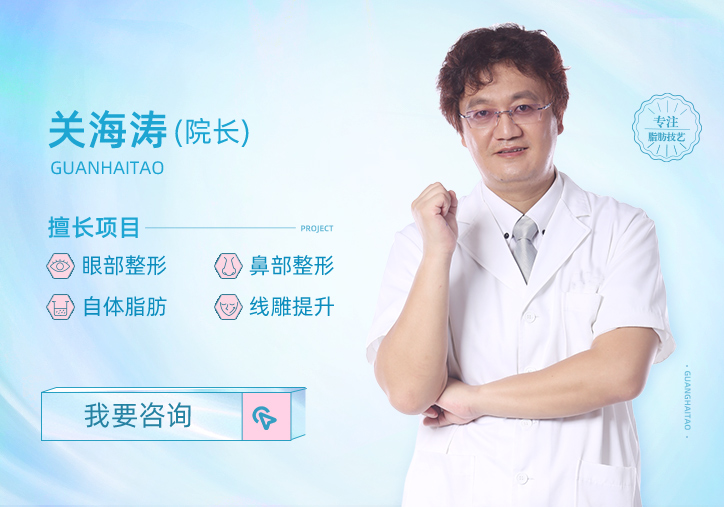 关海涛(院长)
GUANHAITAO
擅长项目
PROJECT
眼部整形
鼻部整形
自体脂肪
线雕提升
我要咨询
专注
脂肪技艺
· GUANGHAITAO ·